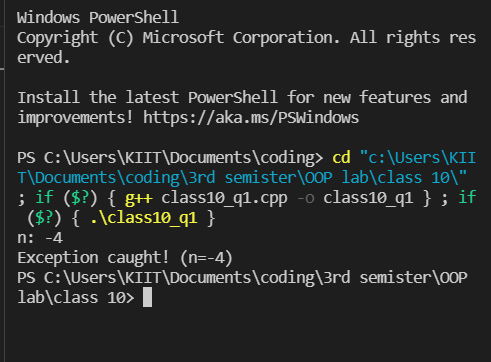 Windows PowerShell
Copyright (C) Microsoft Corporation. All rights res
erved.
Install the latest PowerShell for new features and
improvements! https://aka.ms/PSWindows
PS C:\Users\KIIT\Documents\coding> cd "c:\Users\KII
T\Documents\coding\3rd semister\OOP lab\class 10\"
; if ($?) { g++ class10_q1.cpp -o class10_q1 } ; if
($?) { .\class10_q1 }
n: -4
Exception caught! (n=-4)
PS C:\Users\KIIT\Documents\coding\3rd semister\OOP
lab\class 10>